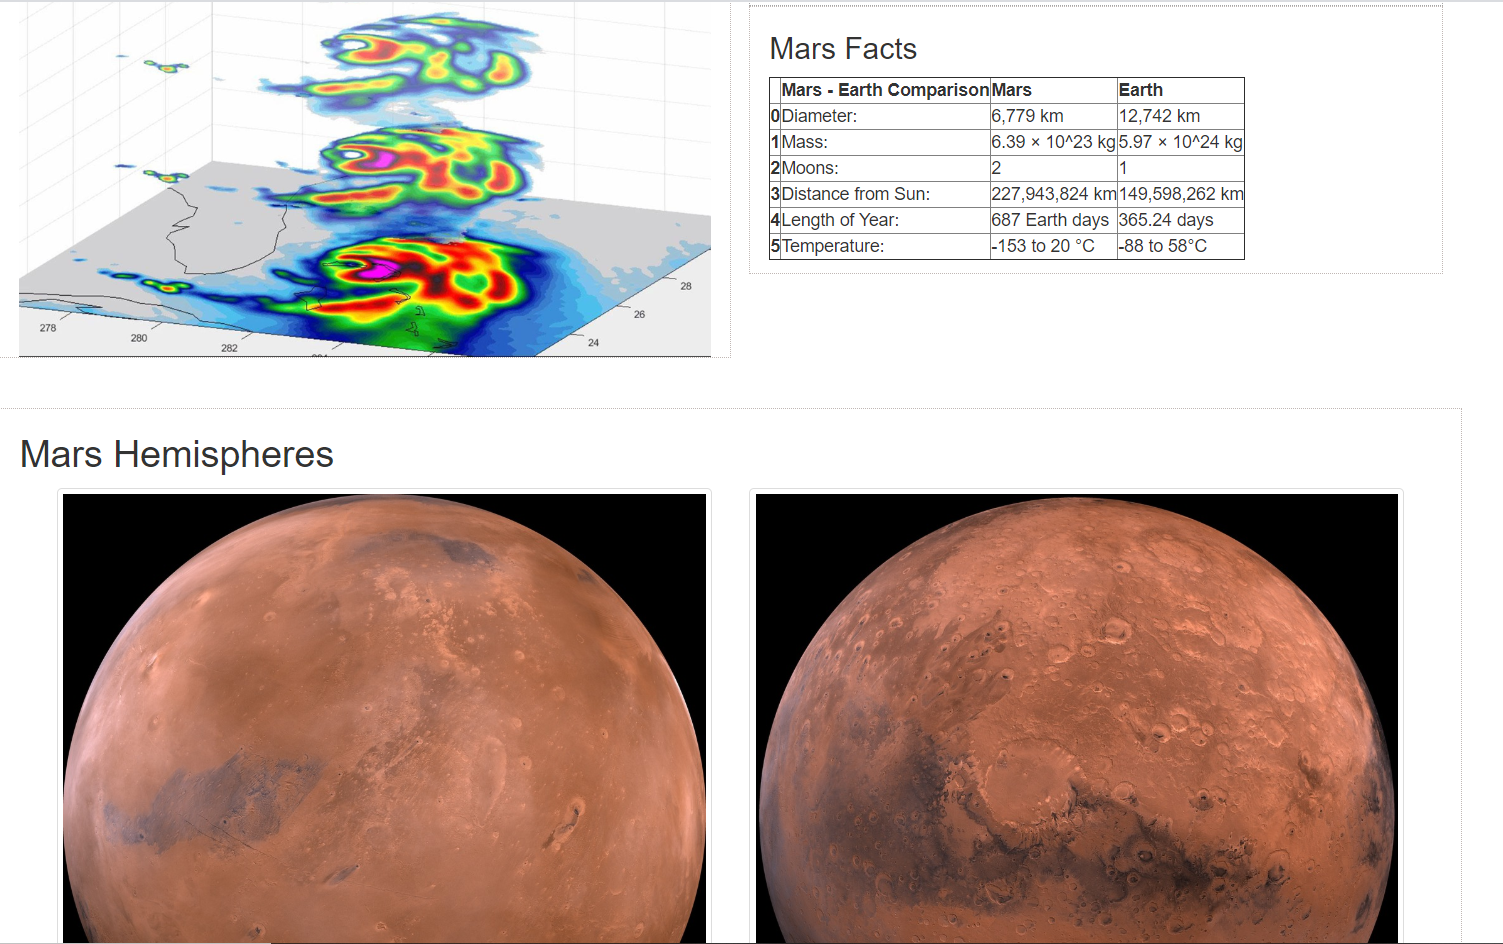 278
280
282
24
26
28
Mars Facts
Mars - Earth Comparison Mars Earth
0 Diameter: 6,779 km 12,742 km
1 Mass: 6.39 × 10^23 kg 5.97 × 10^24 kg
2 Moons: 2 1
3 Distance from Sun: 227,943,824 km 149,598,262 km
4 Length of Year: 687 Earth days 365.24 days
5 Temperature: -153 to 20 °C -88 to 58°C
Mars Hemispheres